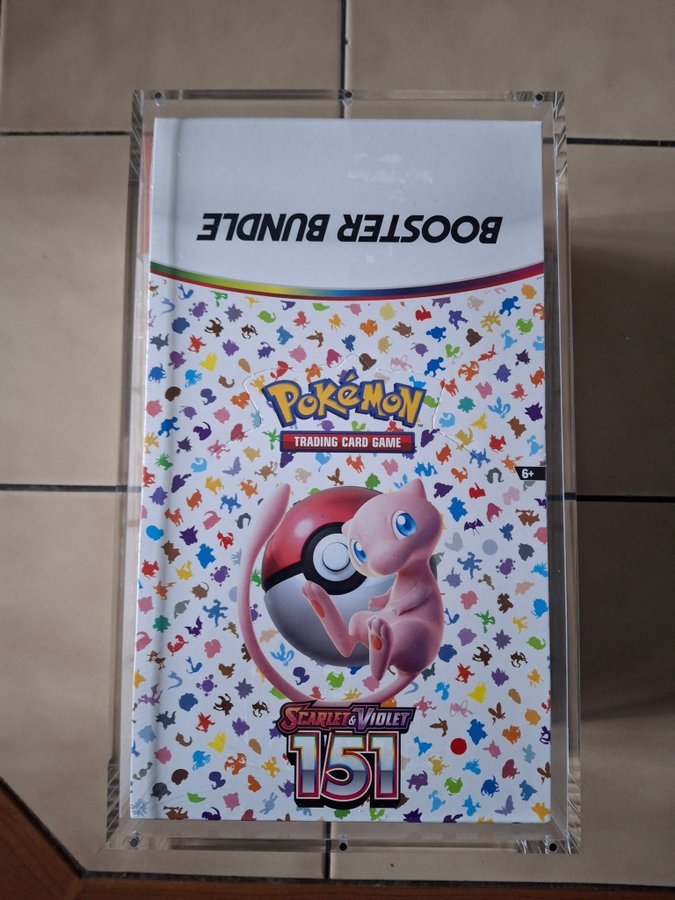 BOOSTER BUNDLE
POKéMON
TRADING CARD GAME
6+
SCARLET & VIOLET
151